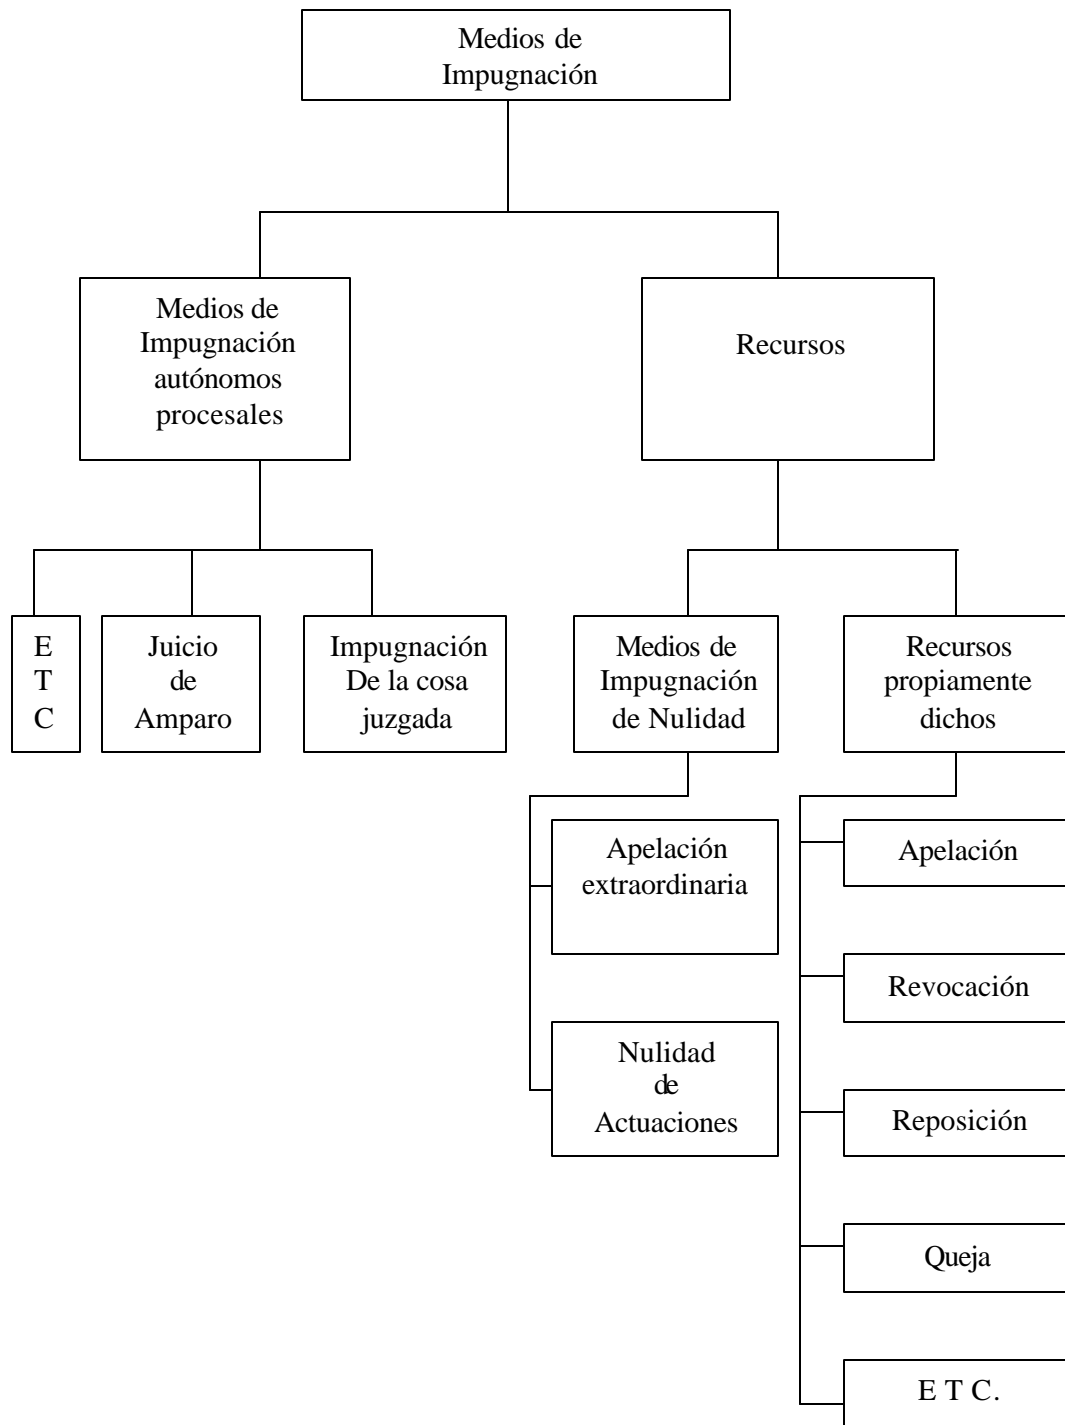 Medios de
Impugnación
Medios de
Impugnación
autónomos
procesales
Recursos
E
T
C
Juicio
de
Amparo
Impugnación
De la cosa
juzgada
Medios de
Impugnación
de Nulidad
Recursos
propiamente
dichos
Apelación
extraordinaria
Nulidad
de
Actuaciones
Apelación
Revocación
Reposición
Queja
E T C.